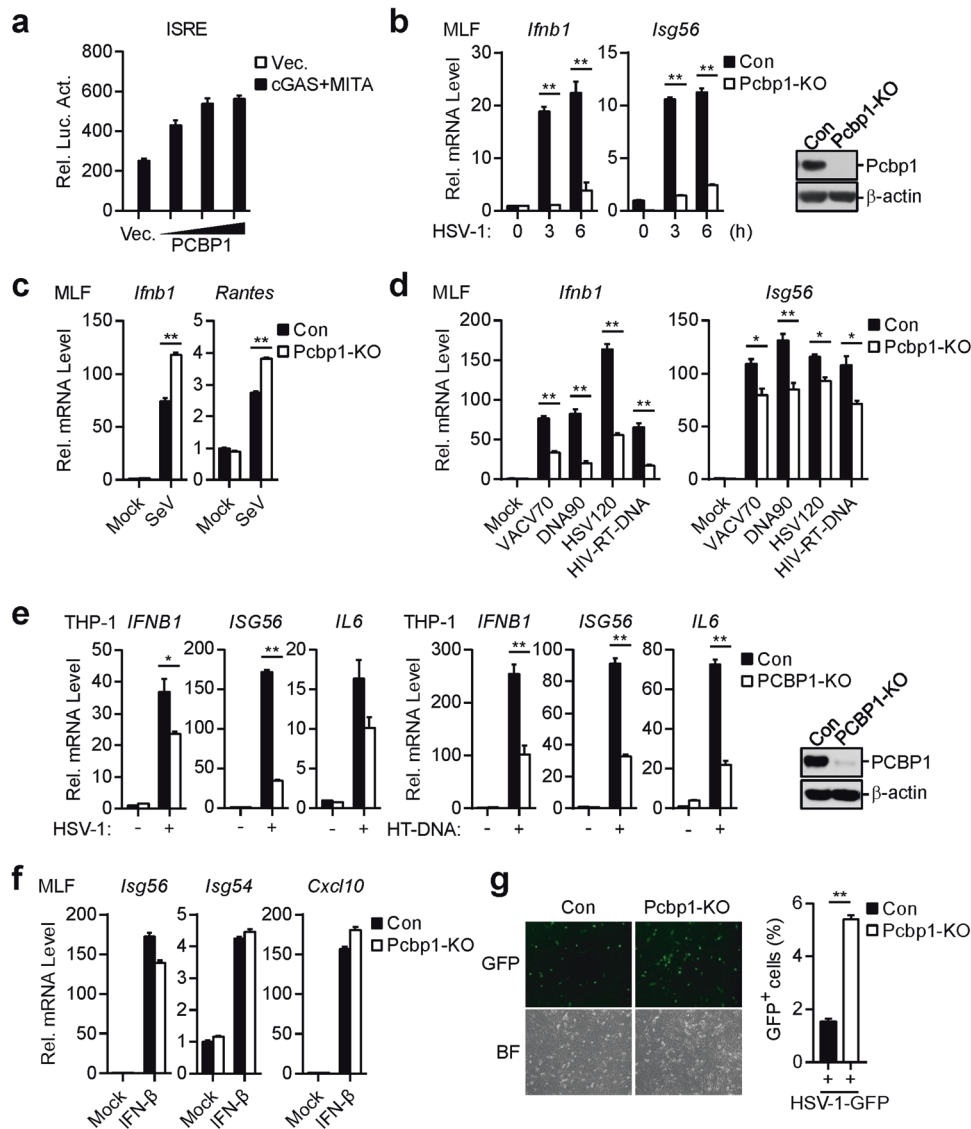 a
ISRE
800
600
400
200
0
Rel. Luc. Act.
Vec.
cGAS+MITA
Vec.
PCBP1
b
MLF
Ifnb1
Isg56
Rel. mRNA Level
30
20
10
0
**
**
15
10
5
0
**
**
Con
Pcbp1-KO
HSV-1: 0 3 6 0 3 6 (h)
Con
Pcbp1-KO
Pcbp1
β-actin
c
MLF
Ifnb1
Rantes
Rel. mRNA Level
150
100
50
0
**
5
4
3
2
1
0
**
Con
Pcbp1-KO
Mock
SeV
Mock
SeV
d
MLF
Ifnb1
Isg56
Rel. mRNA Level
200
150
100
50
0
**
**
**
**
150
100
50
0
*
**
*
*
Con
Pcbp1-KO
Mock
VACV70
DNA90
HSV120
HIV-RT-DNA
Mock
VACV70
DNA90
HSV120
HIV-RT-DNA
e
THP-1
IFNB1
ISG56
IL6
Rel. mRNA Level
50
40
30
20
10
0
*
200
150
100
50
0
**
20
15
10
5
0
HSV-1: - + - + - +
THP-1
IFNB1
ISG56
IL6
Rel. mRNA Level
300
200
100
0
**
100
80
60
40
20
0
**
80
60
40
20
0
**
HT-DNA: - + - + - +
Con
PCBP1-KO
Con
PCBP1-KO
PCBP1
β-actin
f
MLF
Isg56
Isg54
Cxcl10
Rel. mRNA Level
200
150
100
50
0
5
4
3
2
1
0
200
150
100
50
0
Con
Pcbp1-KO
Mock
IFN-β
Mock
IFN-β
Mock
IFN-β
g
Con
Pcbp1-KO
GFP
BF
GFP+ cells (%)
6
4
2
0
**
Con
Pcbp1-KO
+ +
HSV-1-GFP